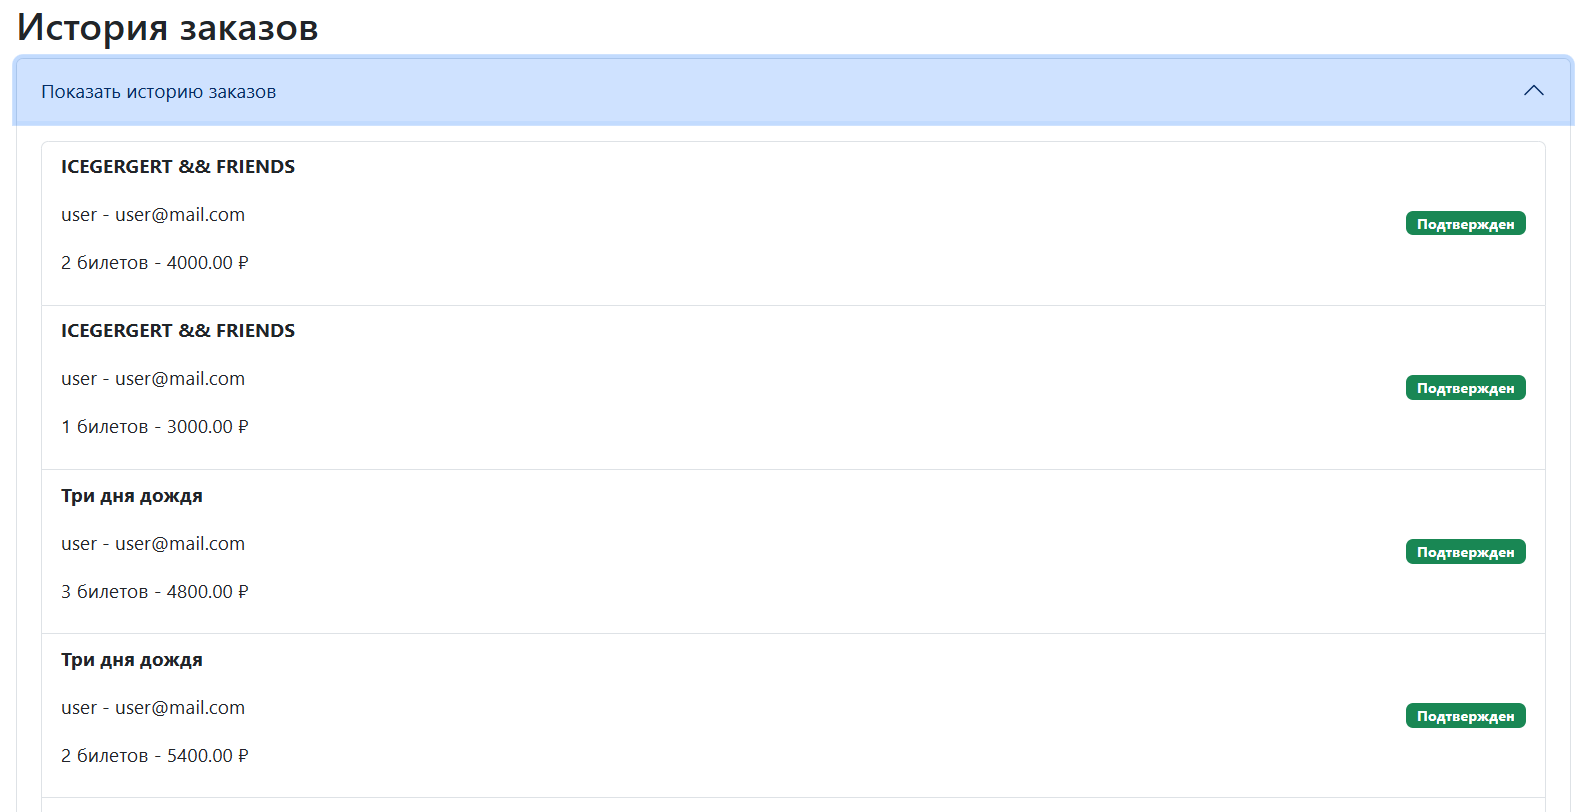 История заказов
Показать историю заказов
ICEGERGERT && FRIENDS
user - user@mail.com
Подтвержден
2 билетов - 4000.00 ₽
ICEGERGERT && FRIENDS
user - user@mail.com
Подтвержден
1 билетов - 3000.00 ₽
Три дня дождя
user - user@mail.com
Подтвержден
3 билетов - 4800.00 ₽
Три дня дождя
user - user@mail.com
Подтвержден
2 билетов - 5400.00 ₽